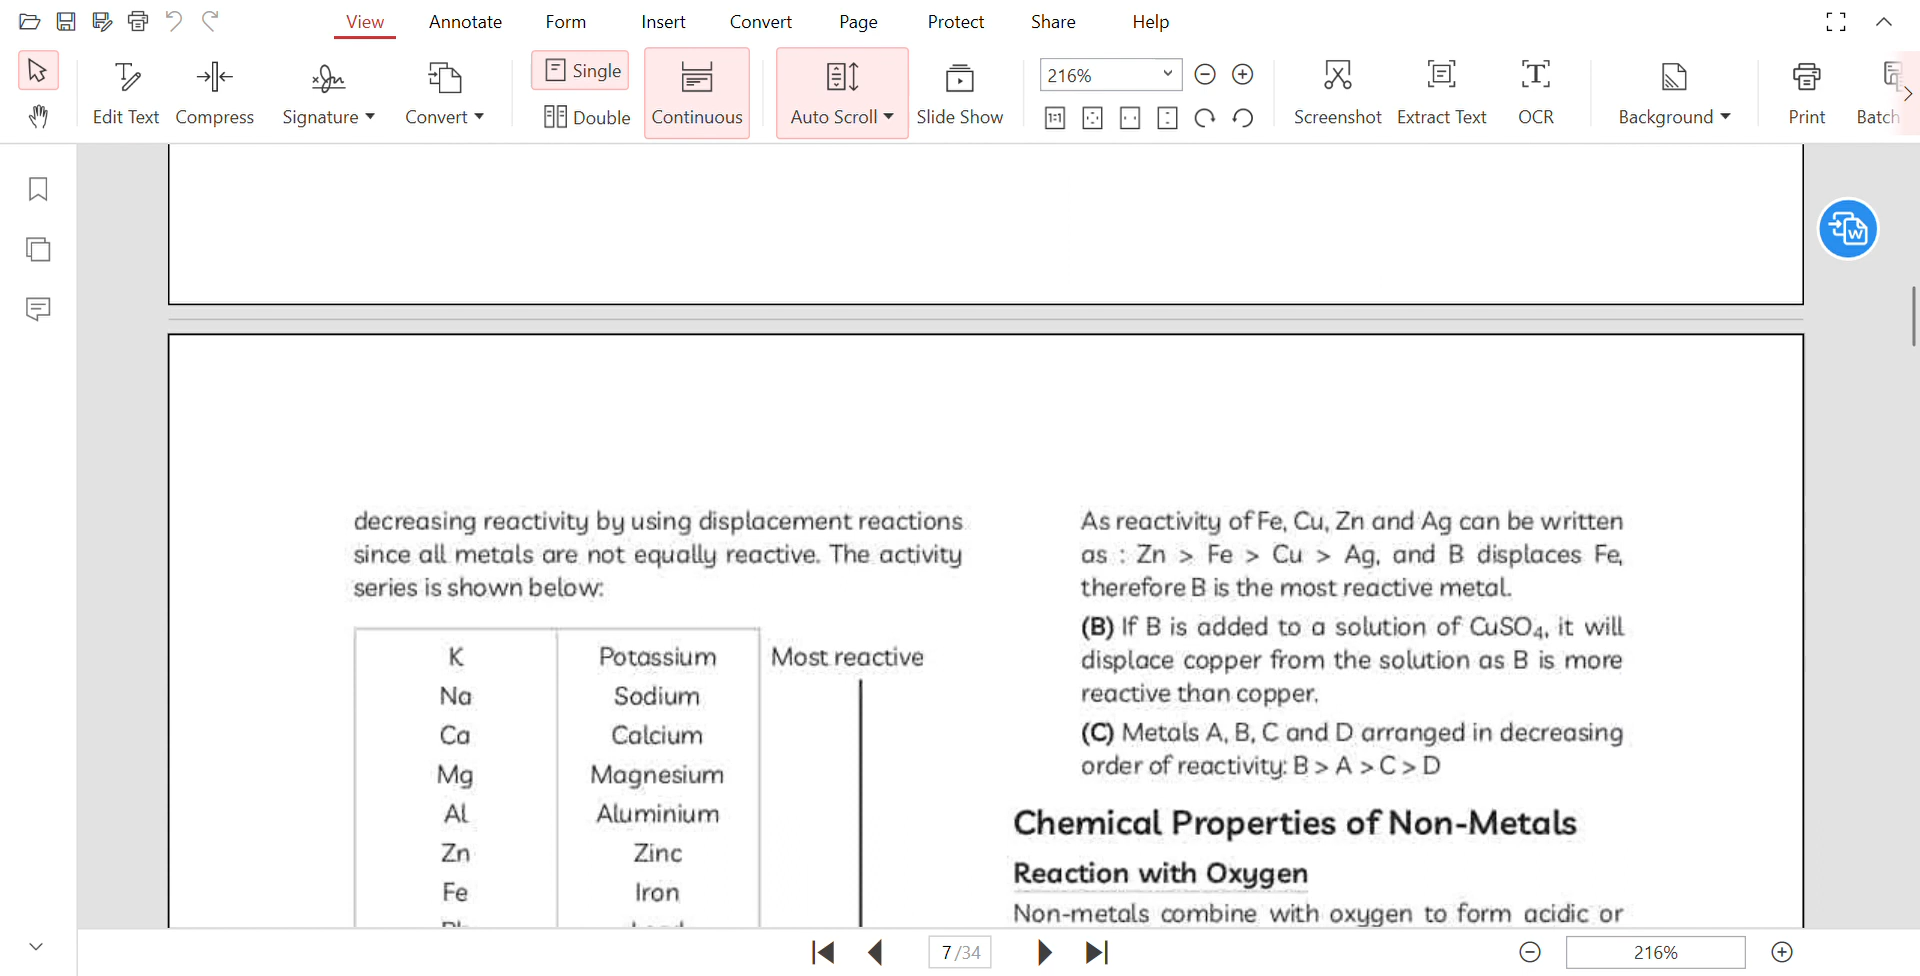 View Annotate Form Insert Convert Page Protect Share Help
Edit Text Compress Signature Convert Single Double Continuous Auto Scroll Slide Show 216% 1:1 Screenshot Extract Text OCR Background Print Batch
W
decreasing reactivity by using displacement reactions
since all metals are not equally reactive. The activity
series is shown below:
K Potassium Most reactive
Na Sodium
Ca Calcium
Mg Magnesium
Al Aluminium
Zn Zinc
Fe Iron
As reactivity of Fe, Cu, Zn and Ag can be written
as : Zn > Fe > Cu > Ag, and B displaces Fe,
therefore B is the most reactive metal.
(B) If B is added to a solution of CuSO₄, it will
displace copper from the solution as B is more
reactive than copper.
(C) Metals A, B, C and D arranged in decreasing
order of reactivity: B > A > C > D
Chemical Properties of Non-Metals
Reaction with Oxygen
Non-metals combine with oxygen to form acidic or
7 /34
216%